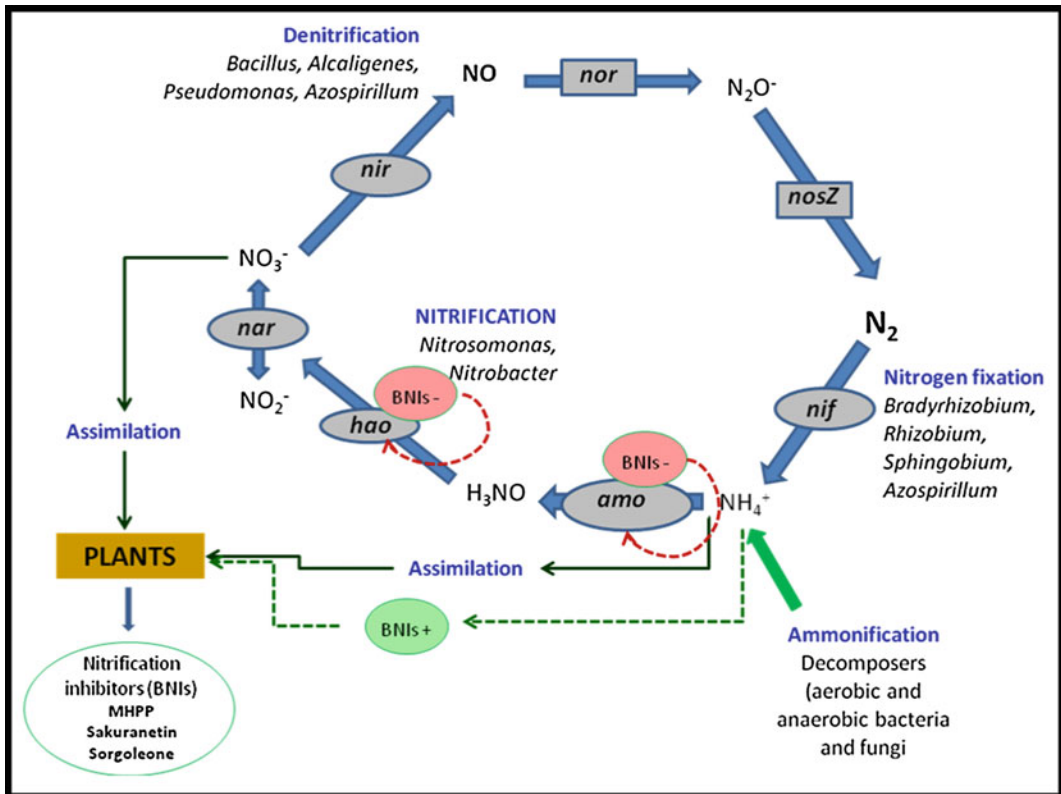 Denitrification
Bacillus, Alcaligenes,
Pseudomonas, Azospirillum
NO
nor
N₂O⁻
nir
nosZ
NO₃⁻
N₂
nar
NITRIFICATION
Nitrosomonas,
Nitrobacter
Nitrogen fixation
Bradyrhizobium,
Rhizobium,
Sphingobium,
Azospirillum
nif
NO₂⁻
BNIs -
hao
Assimilation
BNIs -
H₃NO
amo
NH₄⁺
PLANTS
Assimilation
BNIs +
Ammonification
Decomposers
(aerobic and
anaerobic bacteria
and fungi
Nitrification
inhibitors (BNIs)
MHPP
Sakuranetin
Sorgoleone